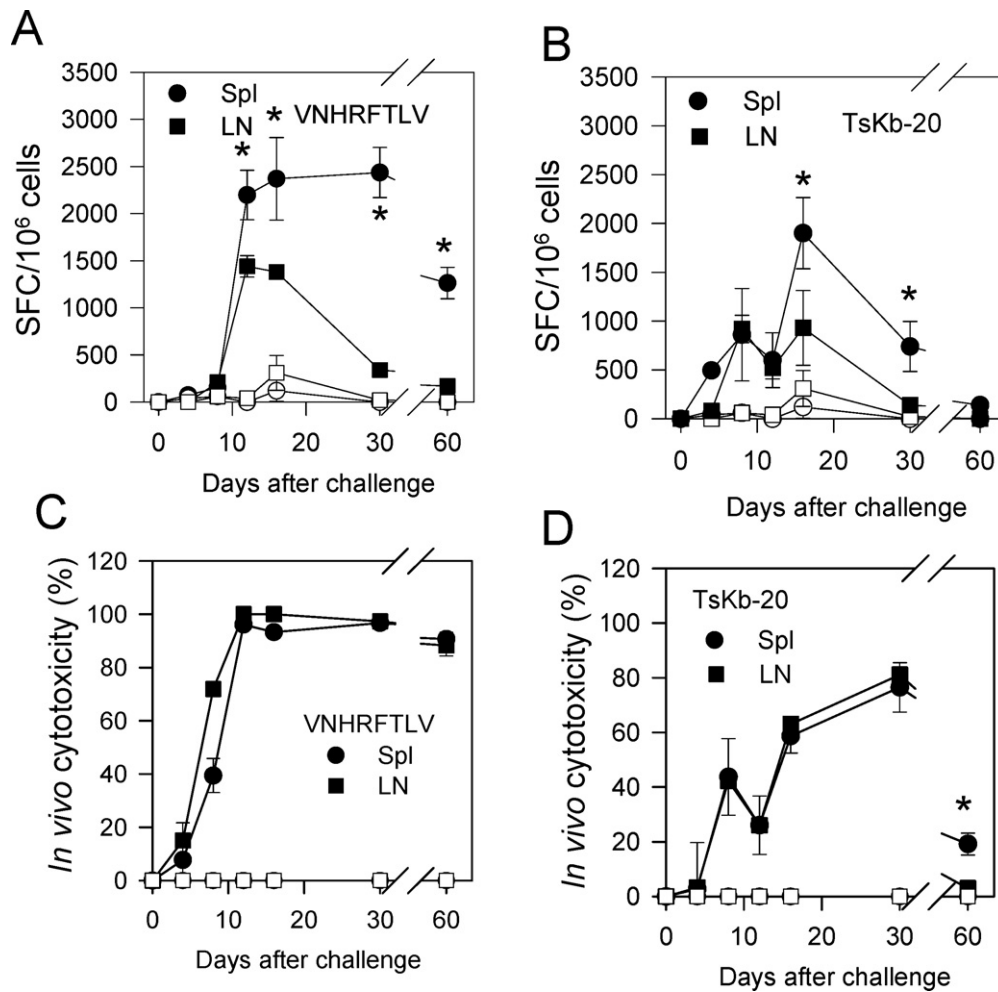 A
3500
3000
2500
2000
1500
1000
500
0
SFC/10⁶ cells
Spl
LN
VNHRFTLV
*
*
*
*
0 10 20 30 60
Days after challenge
B
3500
3000
2500
2000
1500
1000
500
0
SFC/10⁶ cells
Spl
LN
TsKb-20
*
*
0 10 20 30 60
Days after challenge
C
120
100
80
60
40
20
0
In vivo cytotoxicity (%)
VNHRFTLV
Spl
LN
0 10 20 30 60
Days after challenge
D
120
100
80
60
40
20
0
In vivo cytotoxicity (%)
TsKb-20
Spl
LN
*
0 10 20 30 60
Days after challenge